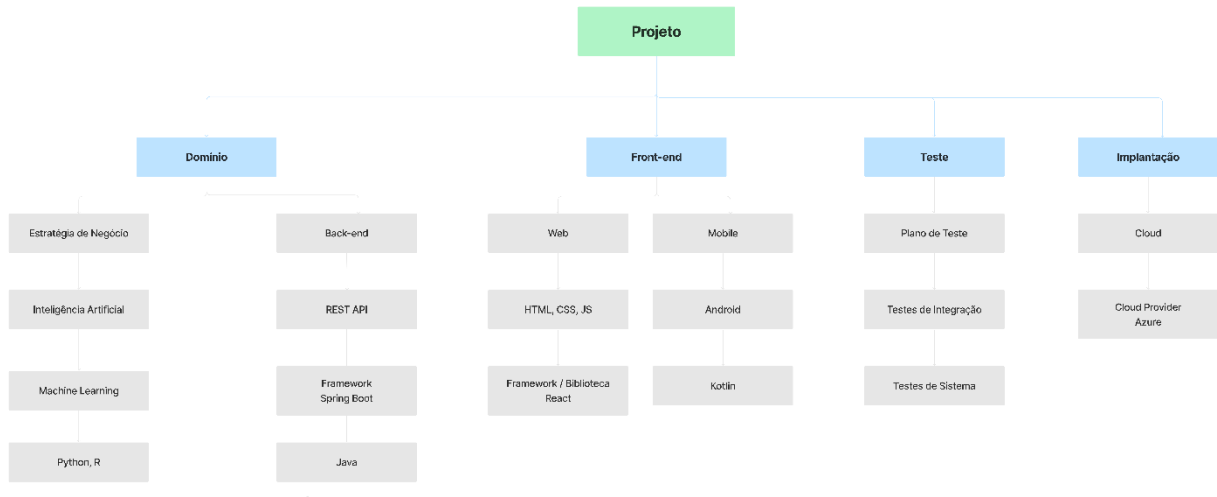 Projeto
Domínio
Front-end
Teste
Implantação
Estratégia de Negócio
Back-end
Web
Mobile
Plano de Teste
Cloud
Inteligência Artificial
REST API
HTML, CSS, JS
Android
Testes de Integração
Cloud Provider
Azure
Machine Learning
Framework
Spring Boot
Framework / Biblioteca
React
Kotlin
Testes de Sistema
Python, R
Java